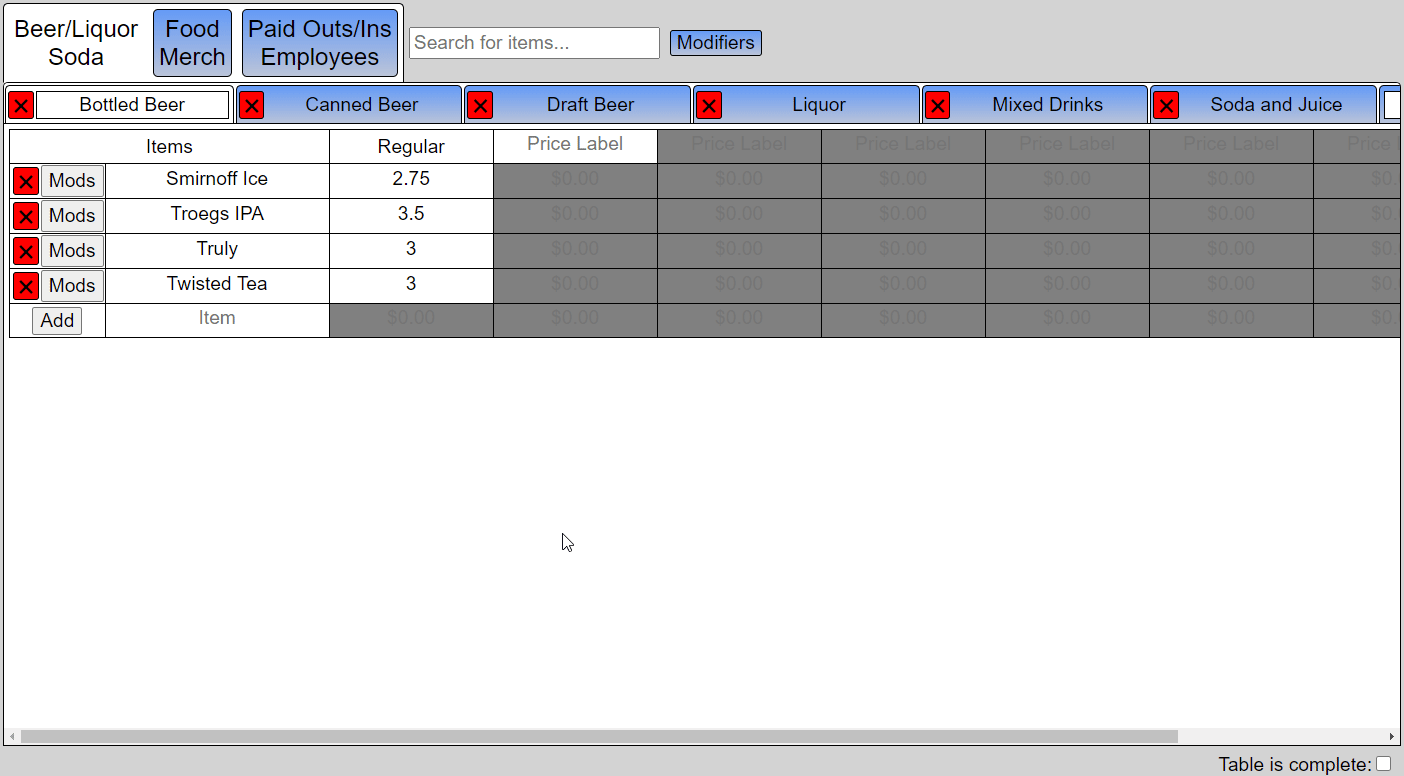 Beer/Liquor
Soda
Food
Merch
Paid Outs/Ins
Employees
Search for items...
Modifiers
Bottled Beer
Canned Beer
Draft Beer
Liquor
Mixed Drinks
Soda and Juice
Items Regular Price Label Price Label Price Label Price Label Price Label Price
Mods Smirnoff Ice 2.75 $0.00 $0.00 $0.00 $0.00 $0.00 $0.
Mods Troegs IPA 3.5 $0.00 $0.00 $0.00 $0.00 $0.00 $0.
Mods Truly 3 $0.00 $0.00 $0.00 $0.00 $0.00 $0.
Mods Twisted Tea 3 $0.00 $0.00 $0.00 $0.00 $0.00 $0.
Add Item $0.00 $0.00 $0.00 $0.00 $0.00 $0.00 $0.
Table is complete: